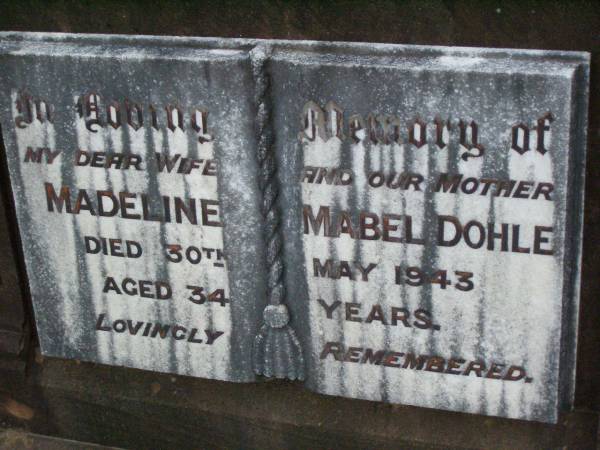 In Loving Memory of
MY DEAR WIFE AND OUR MOTHER
MADELINE MABEL DOHLE
DIED 30TH MAY 1943
AGED 34 YEARS.
LOVINGLY REMEMBERED.